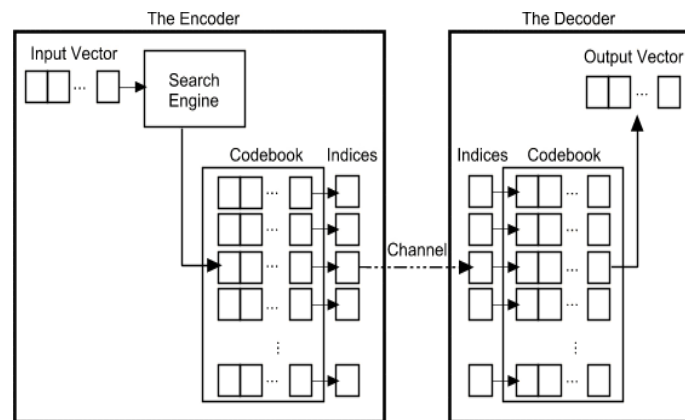 The Encoder
The Decoder
Input Vector
Output Vector
Search
Engine
Codebook
Indices
Indices
Codebook
Channel